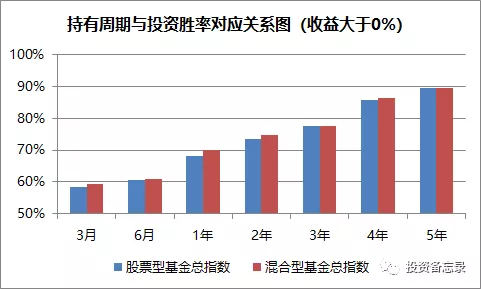 持有周期与投资胜率对应关系图（收益大于0%）
100%
90%
80%
70%
60%
50%
3月 6月 1年 2年 3年 4年 5年
股票型基金总指数 混合型基金总指数
投资备忘录